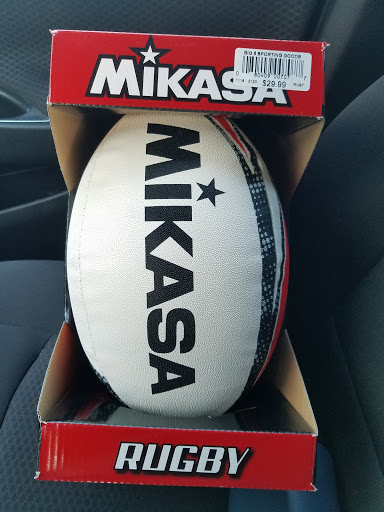 MIKASA
BIG 5 SPORTING GOODS
$29.99
MIKASA
RUGBY